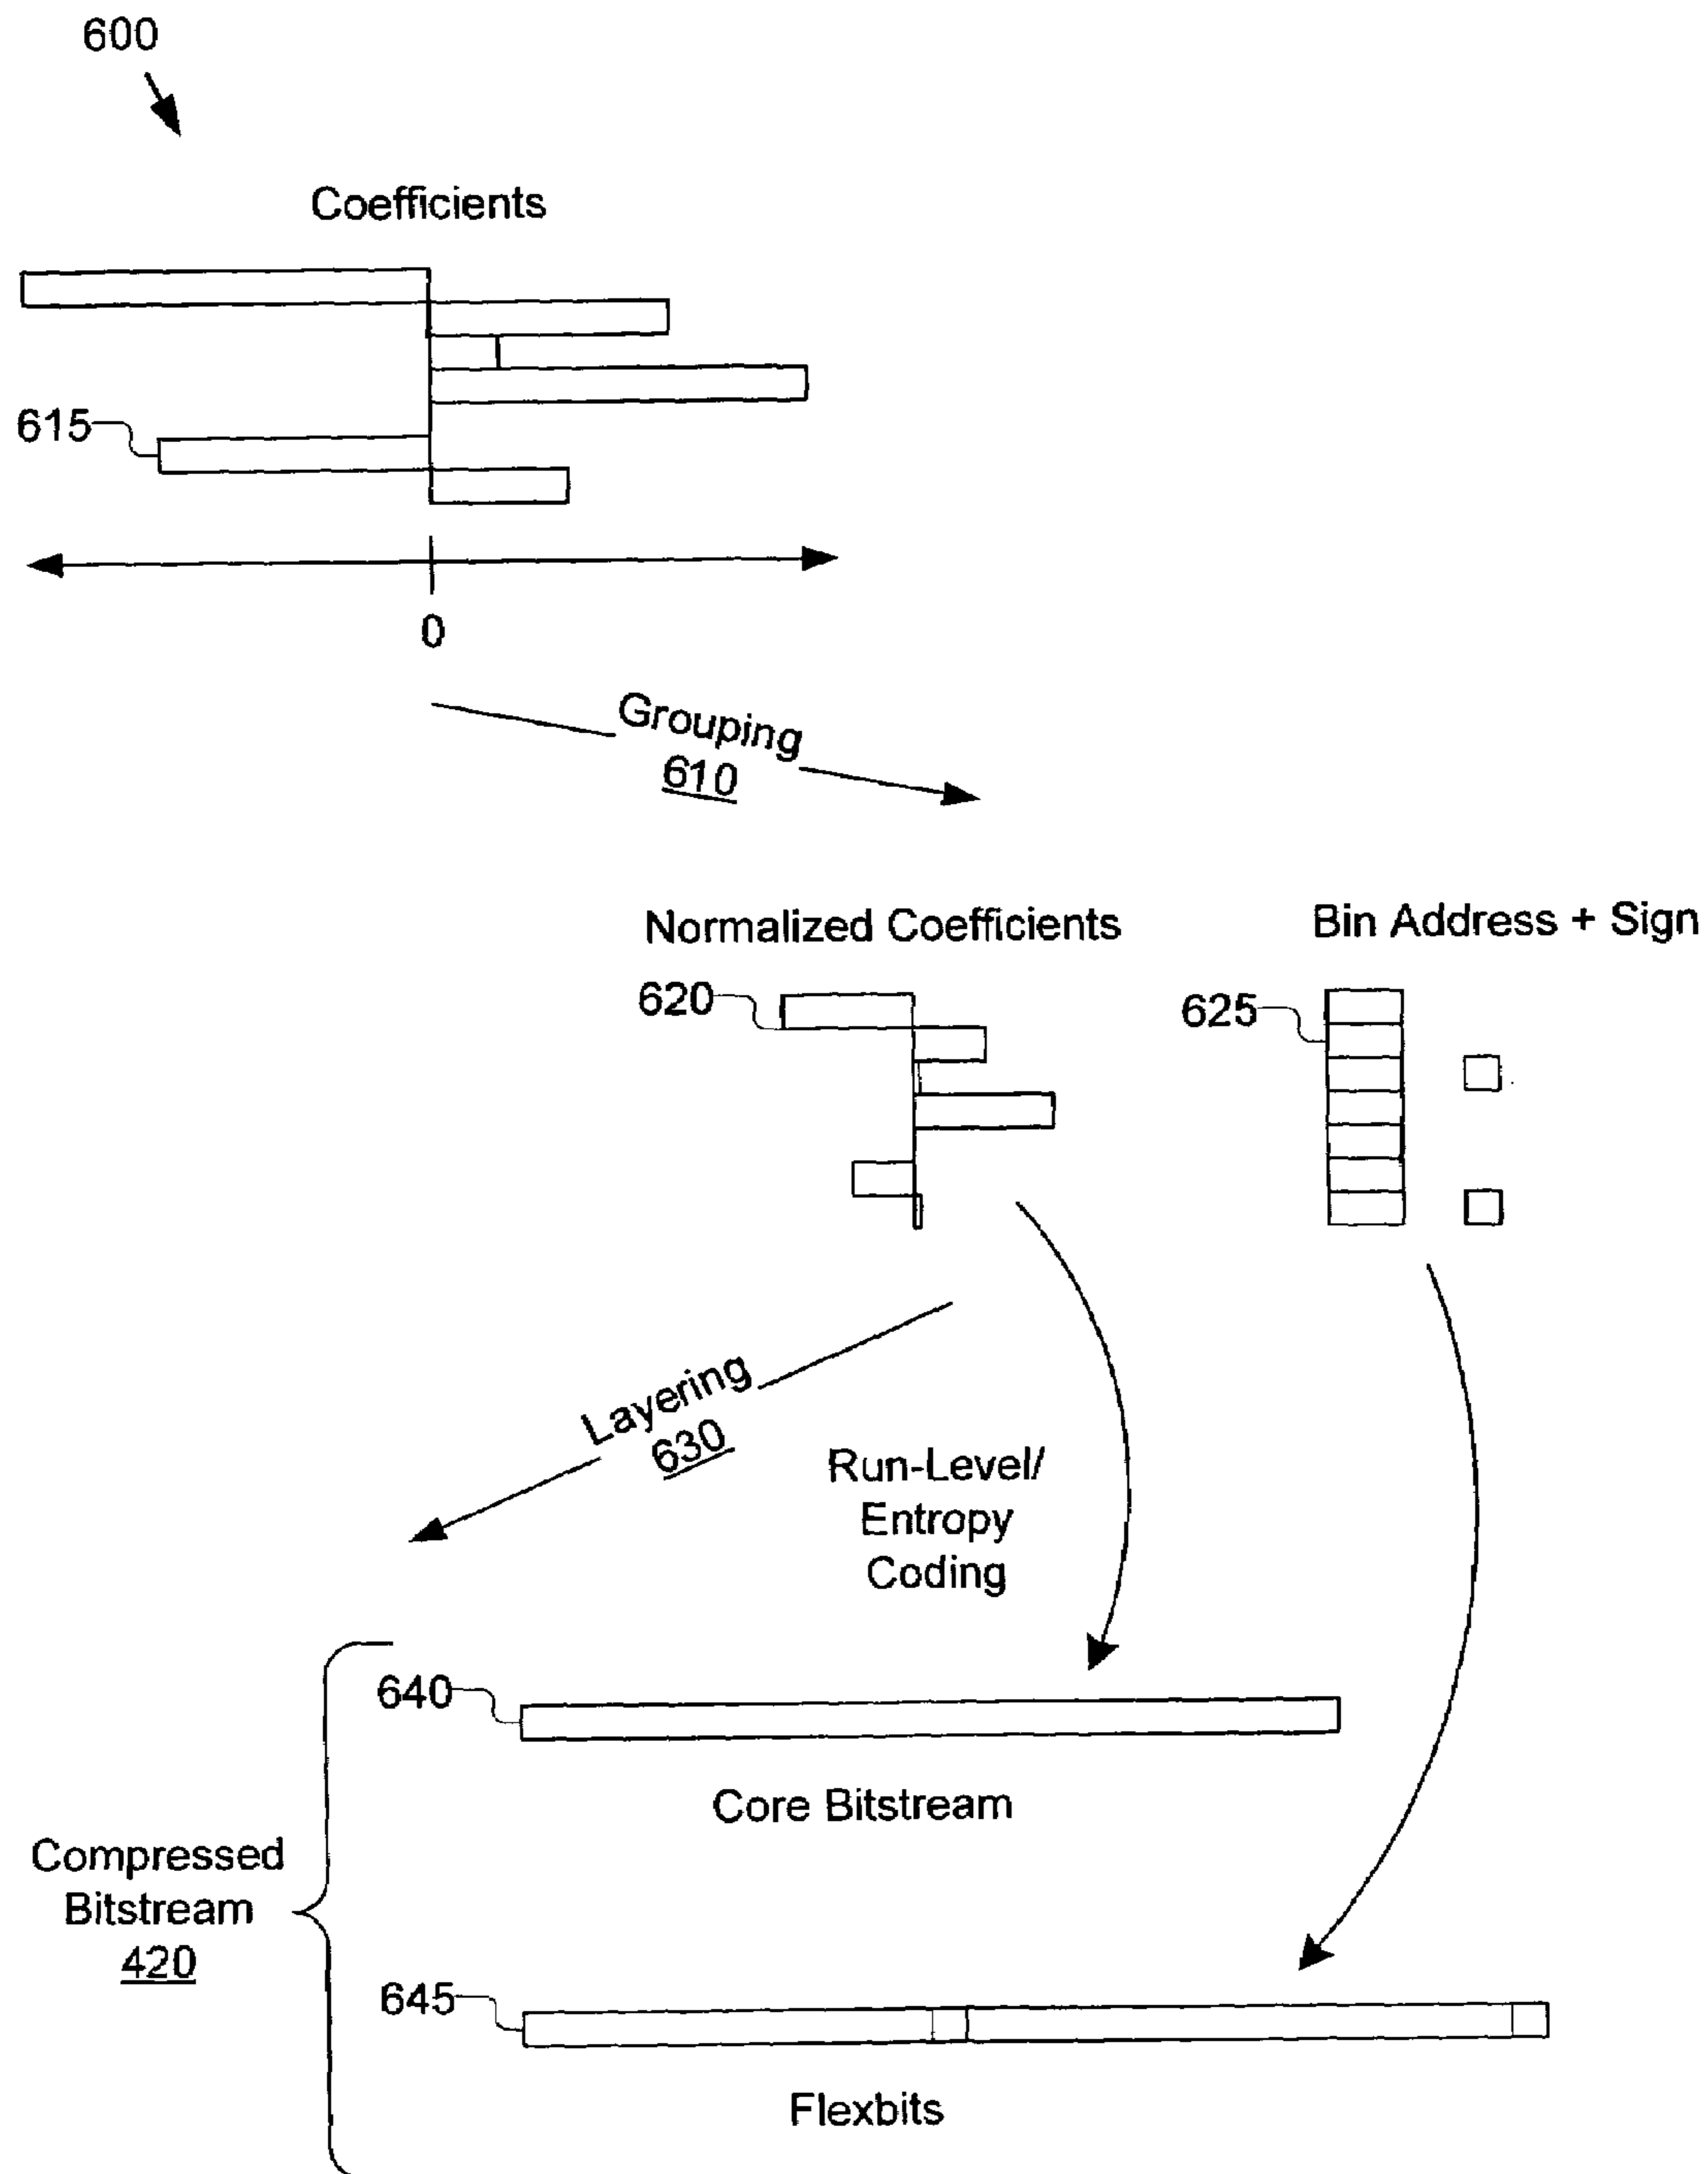 600
Coefficients
615
0
Grouping
610
Normalized Coefficients
Bin Address + Sign
620
625
Layering
630
Run-Level/
Entropy
Coding
640
Core Bitstream
Compressed
Bitstream
420
645
Flexbits